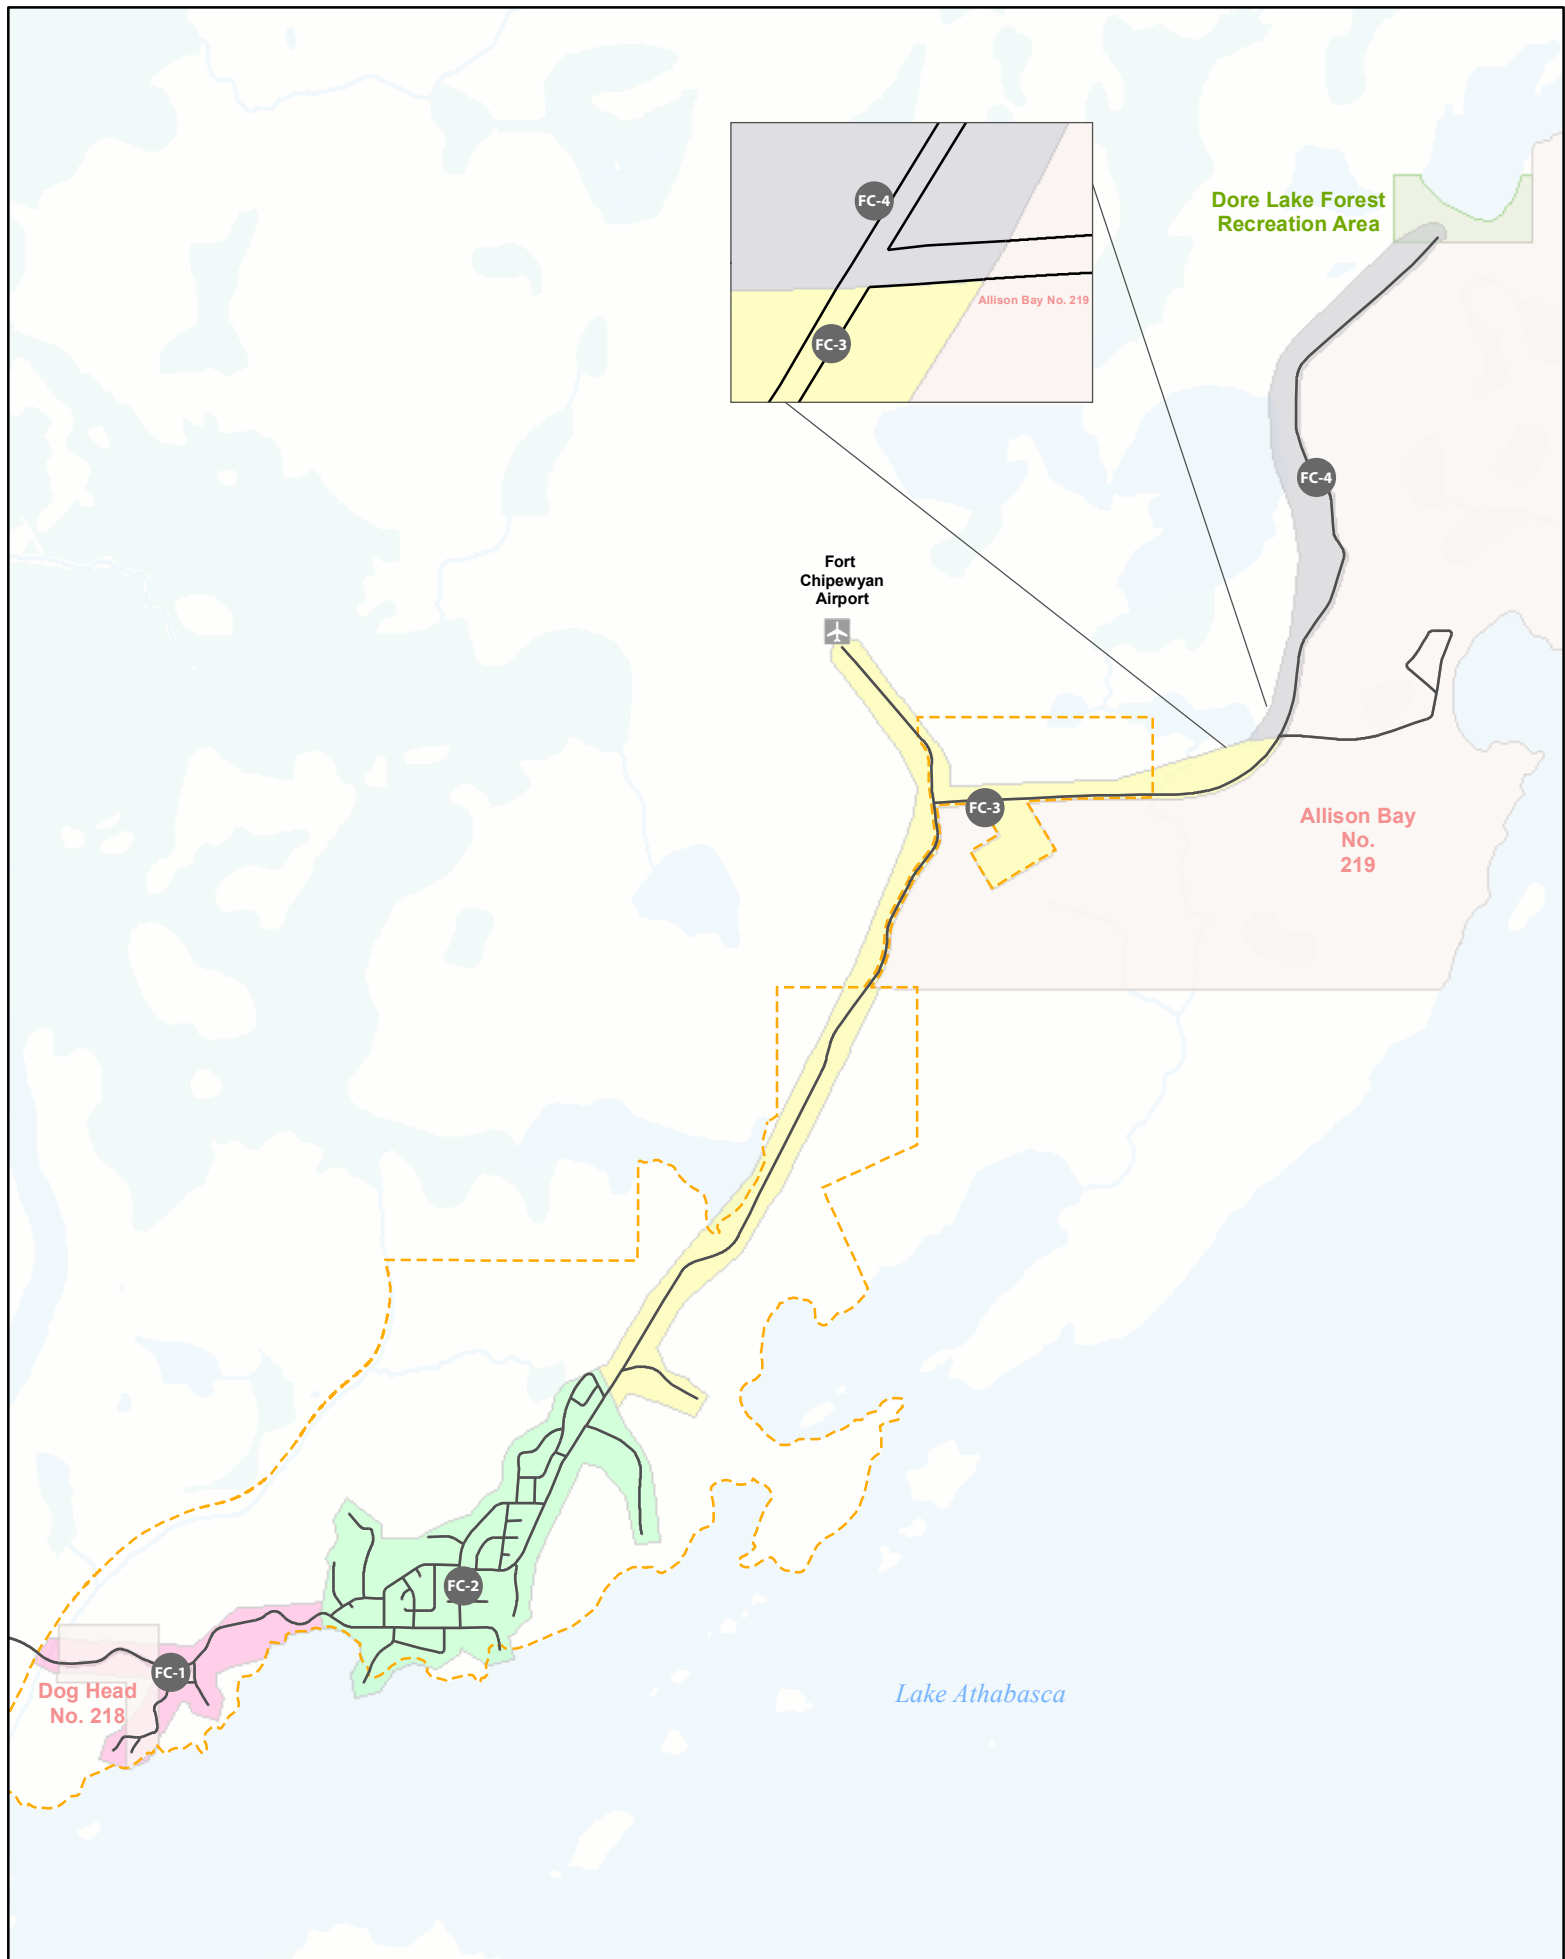 FC-4
Dore Lake Forest
Recreation Area
Allison Bay No. 219
FC-3
FC-4
Fort
Chipewyan
Airport
FC-3
Allison Bay
No.
219
FC-2
FC-1
Dog Head
No. 218
Lake Athabasca